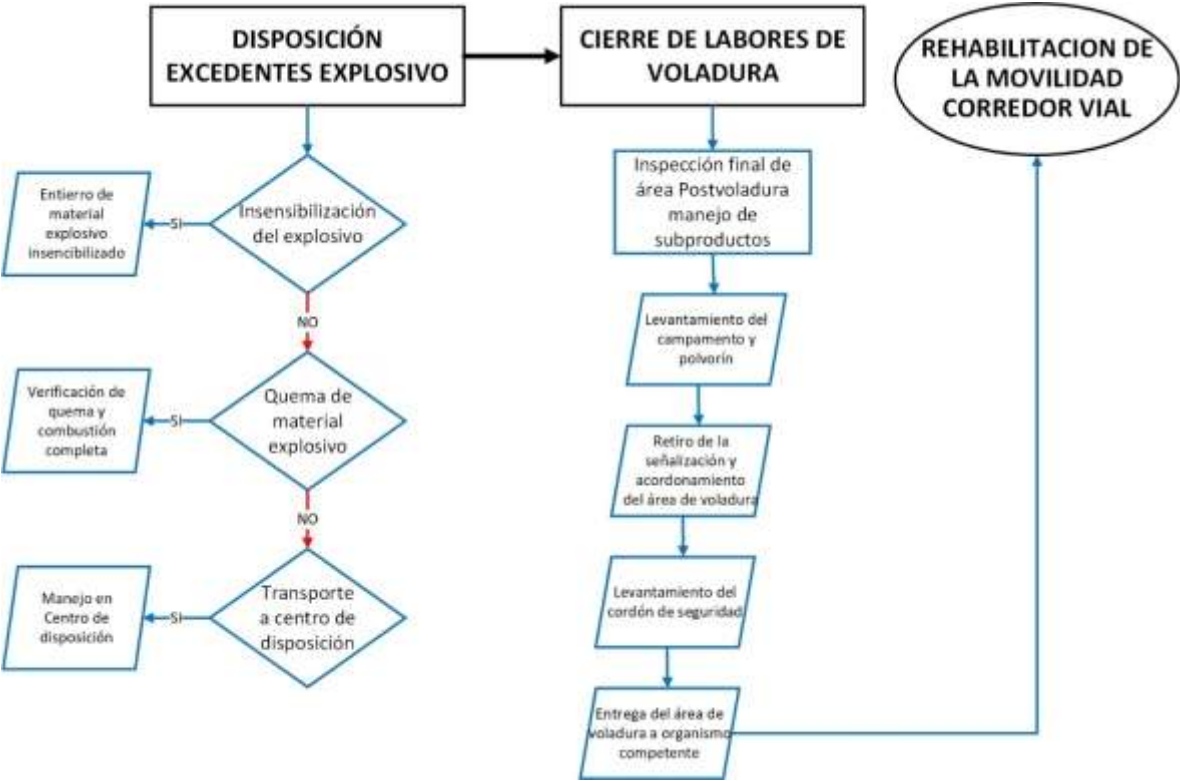 DISPOSICIÓN
EXCEDENTES EXPLOSIVO
CIERRE DE LABORES DE
VOLADURA
REHABILITACION DE
LA MOVILIDAD
CORREDOR VIAL
Insensibilización
del explosivo
SI
Entierro de
material
explosivo
insencibilizado
NO
Quema de
material
explosivo
SI
Verificación de
quema y
combustión
completa
NO
Transporte
a centro de
disposición
SI
Manejo en
Centro de
disposición
Inspección final de
área Postvoladura
manejo de
subproductos
Levantamiento del
campamento y
polvorín
Retiro de la
señalización y
acordonamiento
del área de voladura
Levantamiento del
cordón de seguridad
Entrega del área de
voladura a organismo
competente